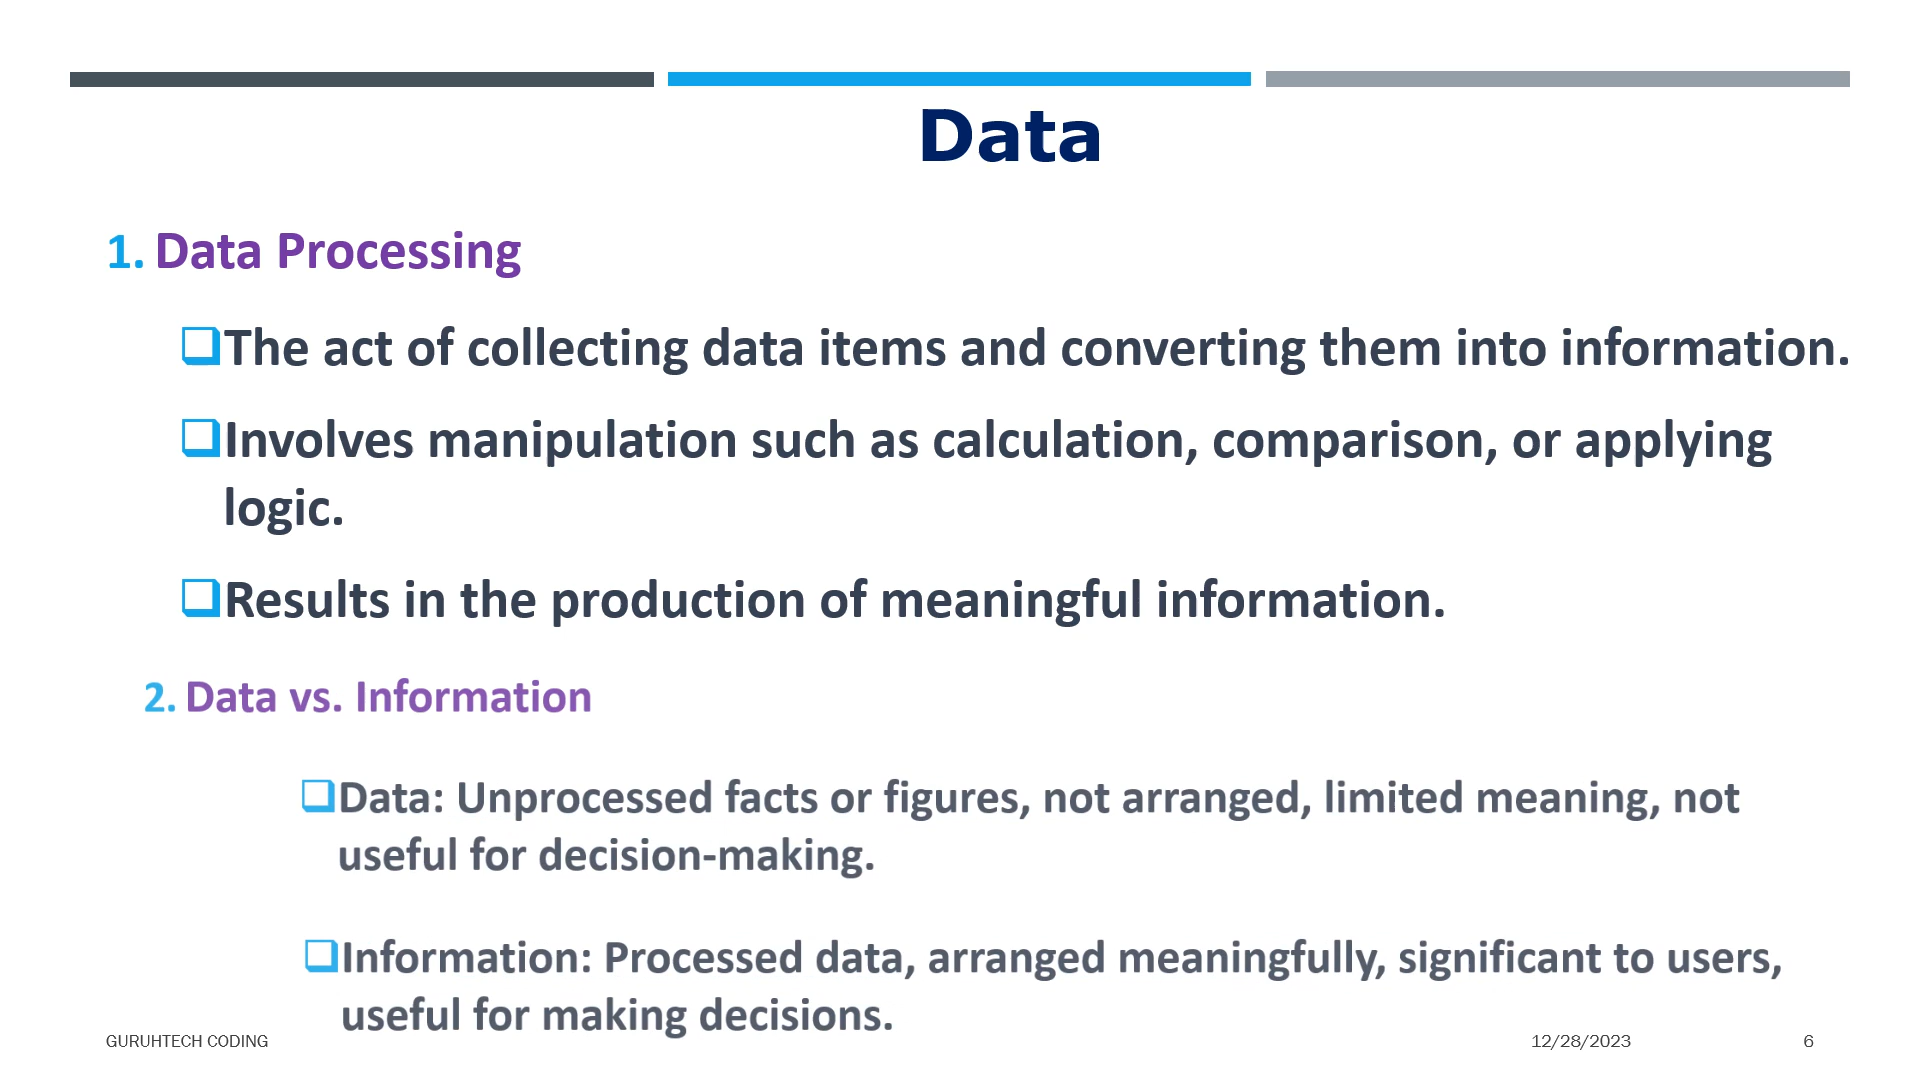 Data
1. Data Processing
❑The act of collecting data items and converting them into information.
❑Involves manipulation such as calculation, comparison, or applying
logic.
❑Results in the production of meaningful information.
2. Data vs. Information
❑Data: Unprocessed facts or figures, not arranged, limited meaning, not
useful for decision-making.
❑Information: Processed data, arranged meaningfully, significant to users,
useful for making decisions.
GURUHTECH CODING
12/28/2023
6